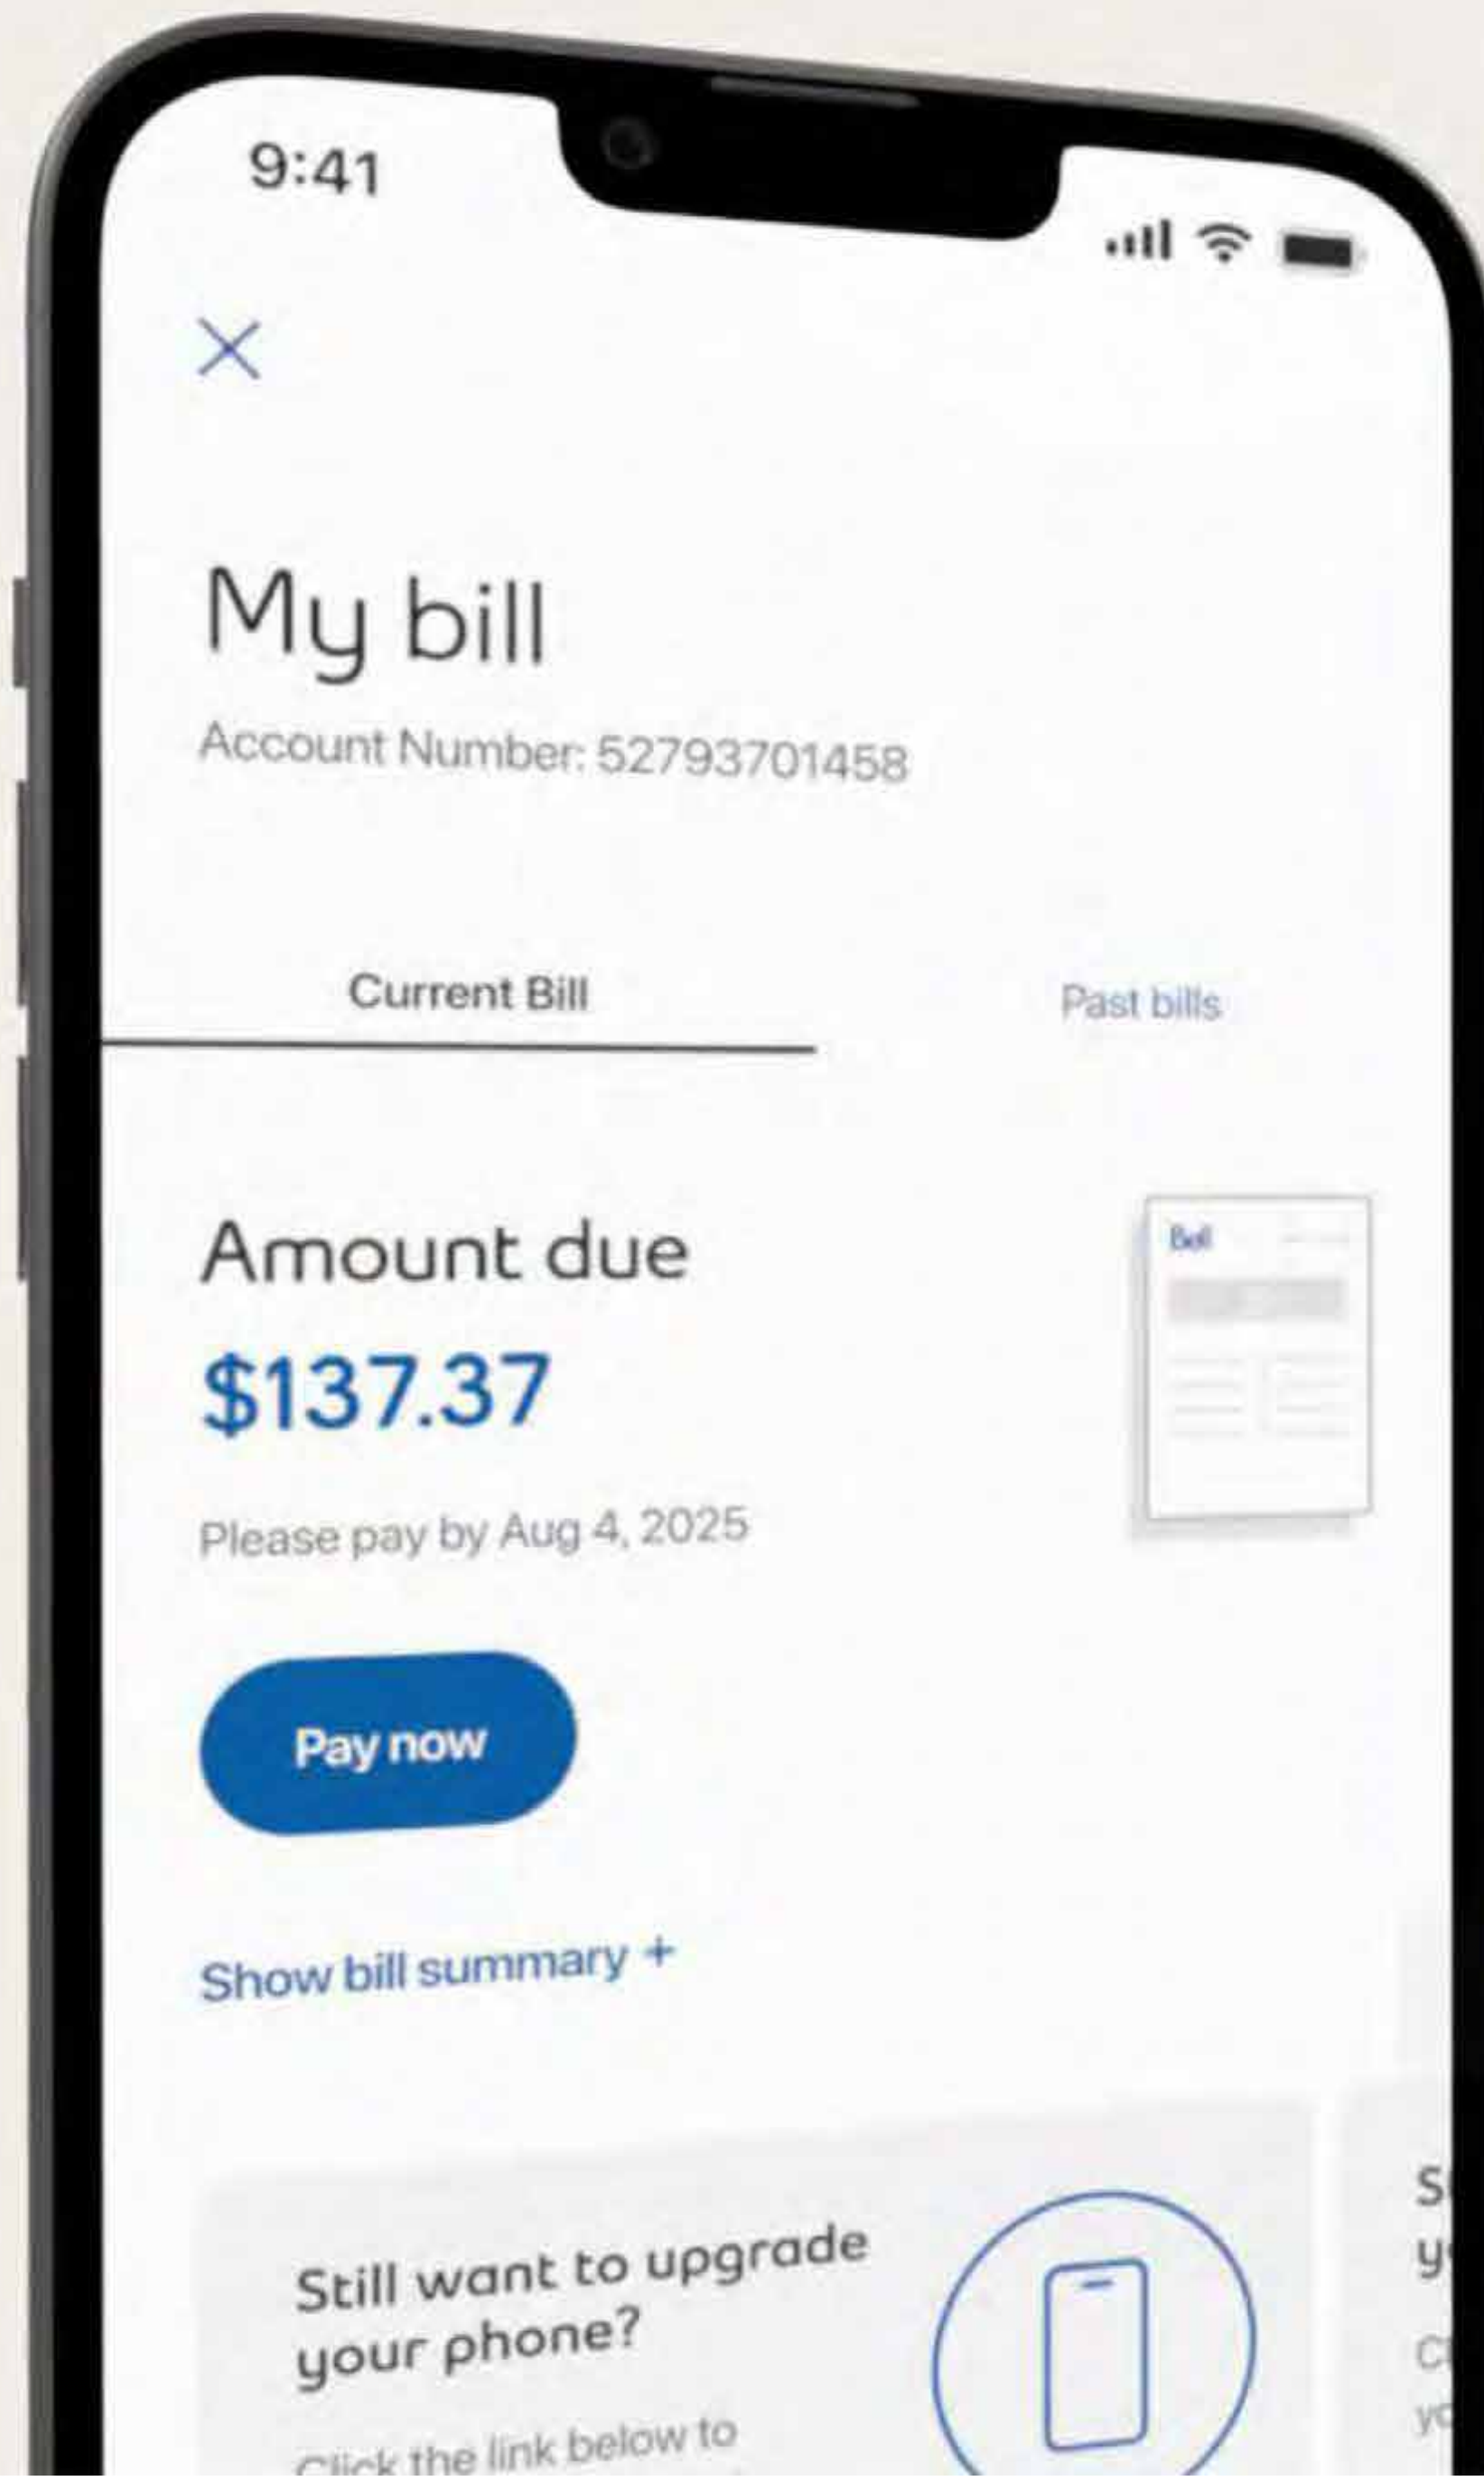 9:41
My bill
Account Number: 52793701458
Current Bill
Past bills
Amount due
Bell
$137.37
Please pay by Aug 4, 2025
Pay now
Show bill summary +
Still want to upgrade
your phone?
Click the link below to